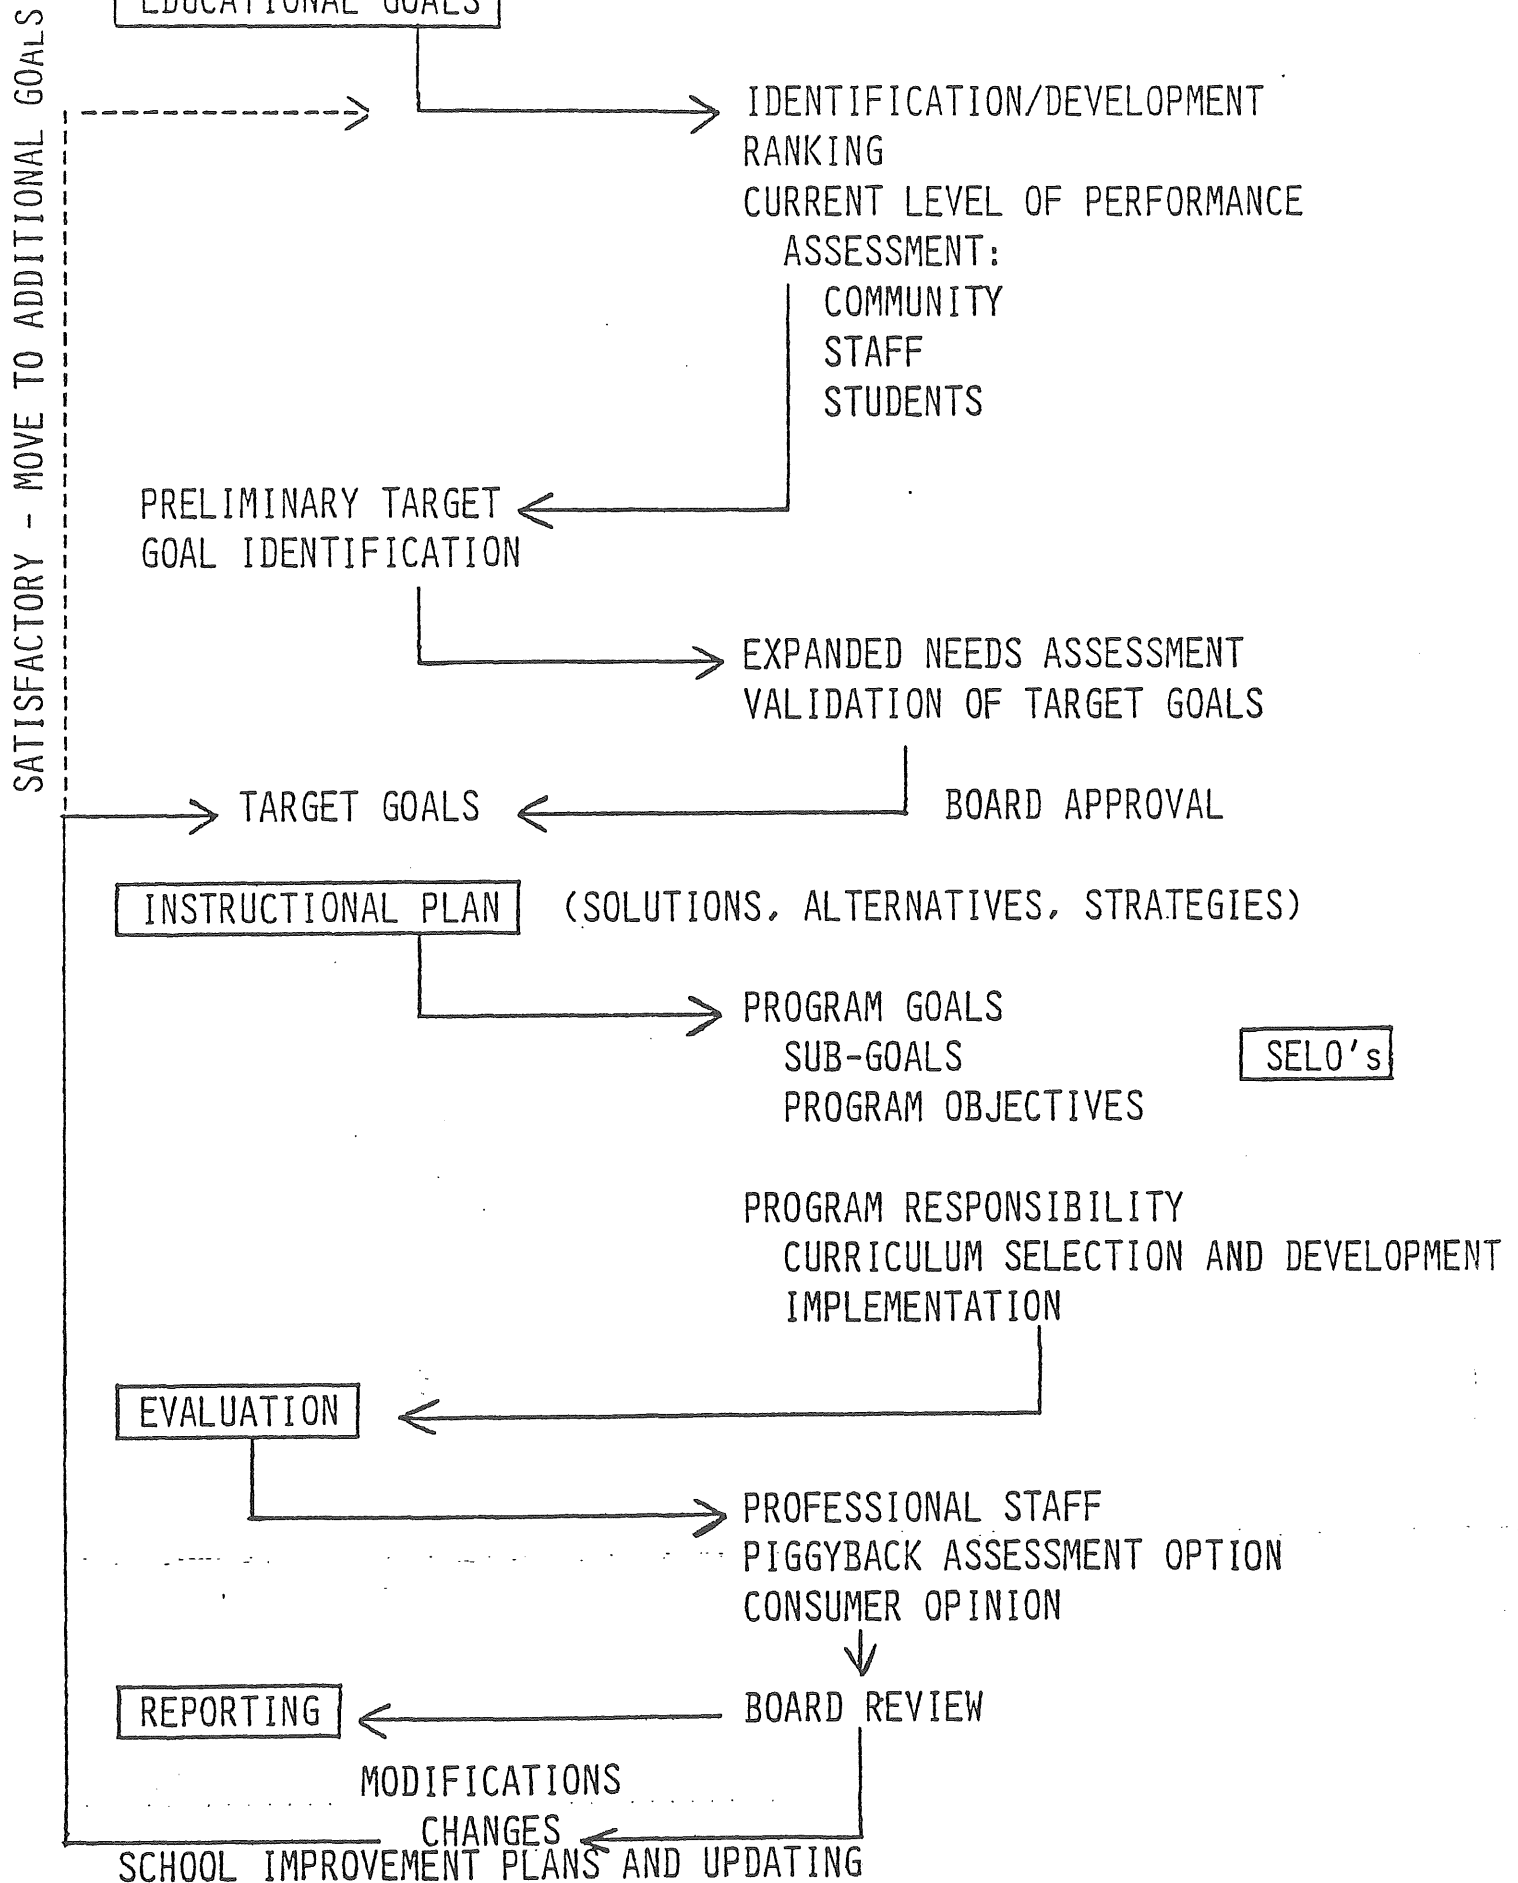 EDUCATIONAL GOALS
IDENTIFICATION/DEVELOPMENT
RANKING
CURRENT LEVEL OF PERFORMANCE
ASSESSMENT:
COMMUNITY
STAFF
STUDENTS
PRELIMINARY TARGET
GOAL IDENTIFICATION
EXPANDED NEEDS ASSESSMENT
VALIDATION OF TARGET GOALS
SATISFACTORY - MOVE TO ADDITIONAL GOALS
TARGET GOALS
BOARD APPROVAL
INSTRUCTIONAL PLAN
(SOLUTIONS, ALTERNATIVES, STRATEGIES)
PROGRAM GOALS
SUB-GOALS
SELO's
PROGRAM OBJECTIVES
PROGRAM RESPONSIBILITY
CURRICULUM SELECTION AND DEVELOPMENT
IMPLEMENTATION
EVALUATION
PROFESSIONAL STAFF
PIGGYBACK ASSESSMENT OPTION
CONSUMER OPINION
REPORTING
BOARD REVIEW
MODIFICATIONS
CHANGES
SCHOOL IMPROVEMENT PLANS AND UPDATING